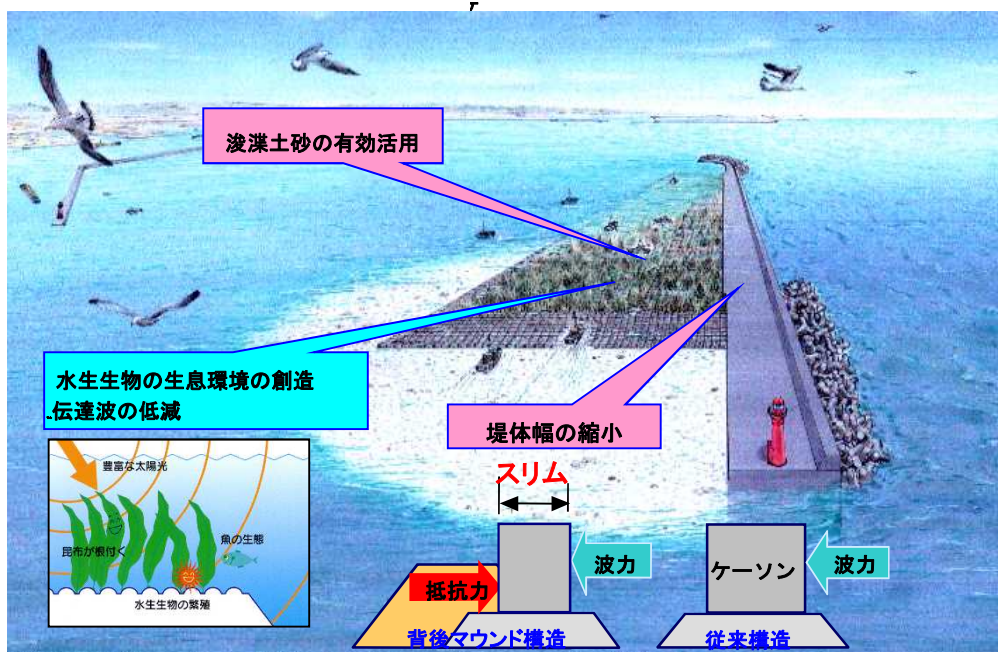 浚渫土砂の有効活用
水生生物の生息環境の創造
伝達波の低減
堤体幅の縮小
スリム
豊富な太陽光
昆布が根付く
魚の生態
水生生物の繁殖
抵抗力
波力
背後マウンド構造
ケーソン
波力
従来構造